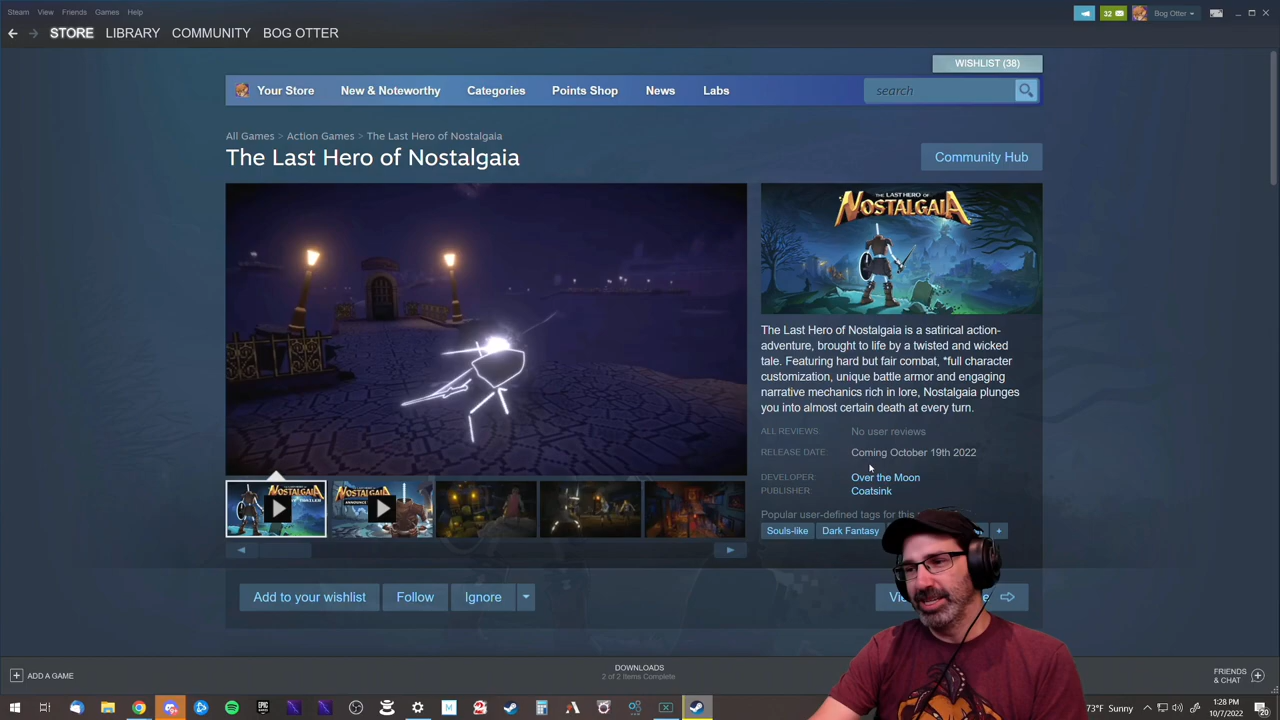 Steam View Friends Games Help
32 Bog Otter
STORE LIBRARY COMMUNITY BOG OTTER
WISHLIST (38)
Your Store New & Noteworthy Categories Points Shop News Labs search
All Games > Action Games > The Last Hero of Nostalgaia
The Last Hero of Nostalgaia
Community Hub
THE LAST HERO OF
NOSTALGAIA
The Last Hero of Nostalgaia is a satirical action-
adventure, brought to life by a twisted and wicked
tale. Featuring hard but fair combat, *full character
customization, unique battle armor and engaging
narrative mechanics rich in lore, Nostalgaia plunges
you into almost certain death at every turn.
ALL REVIEWS: No user reviews
RELEASE DATE: Coming October 19th 2022
DEVELOPER: Over the Moon
PUBLISHER: Coatsink
Popular user-defined tags for this
Souls-like Dark Fantasy +
NOSTALGAIA
NOSTALGAIA
Add to your wishlist Follow Ignore
ADD A GAME
DOWNLOADS
2 of 2 Items Complete
FRIENDS
& CHAT
73°F Sunny
1:28 PM
10/7/2022
20